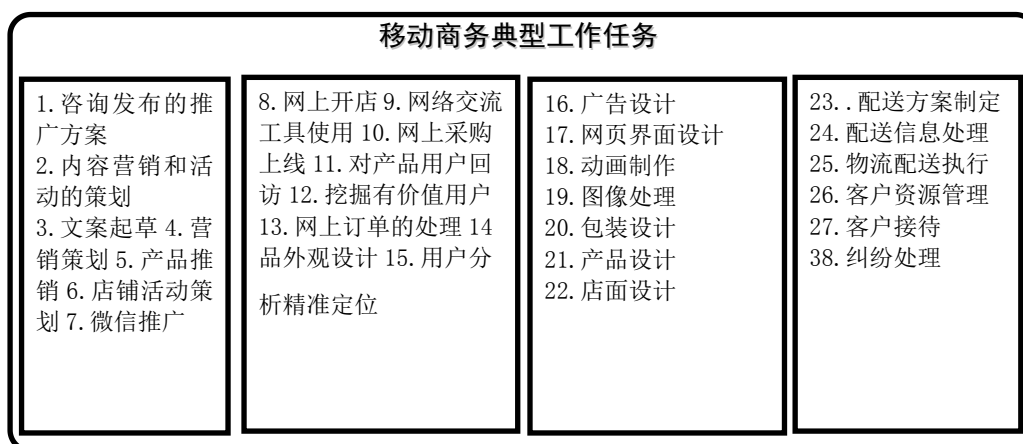 移动商务典型工作任务
1.咨询发布的推
广方案
2.内容营销和活
动的策划
3.文案起草 4.营
销策划 5.产品推
销 6.店铺活动策
划 7.微信推广
8.网上开店 9.网络交流
工具使用 10.网上采购
上线 11.对产品用户回
访 12.挖掘有价值用户
13.网上订单的处理 14
品外观设计 15.用户分
析精准定位
16.广告设计
17.网页界面设计
18.动画制作
19.图像处理
20.包装设计
21.产品设计
22.店面设计
23..配送方案制定
24.配送信息处理
25.物流配送执行
26.客户资源管理
27.客户接待
38.纠纷处理